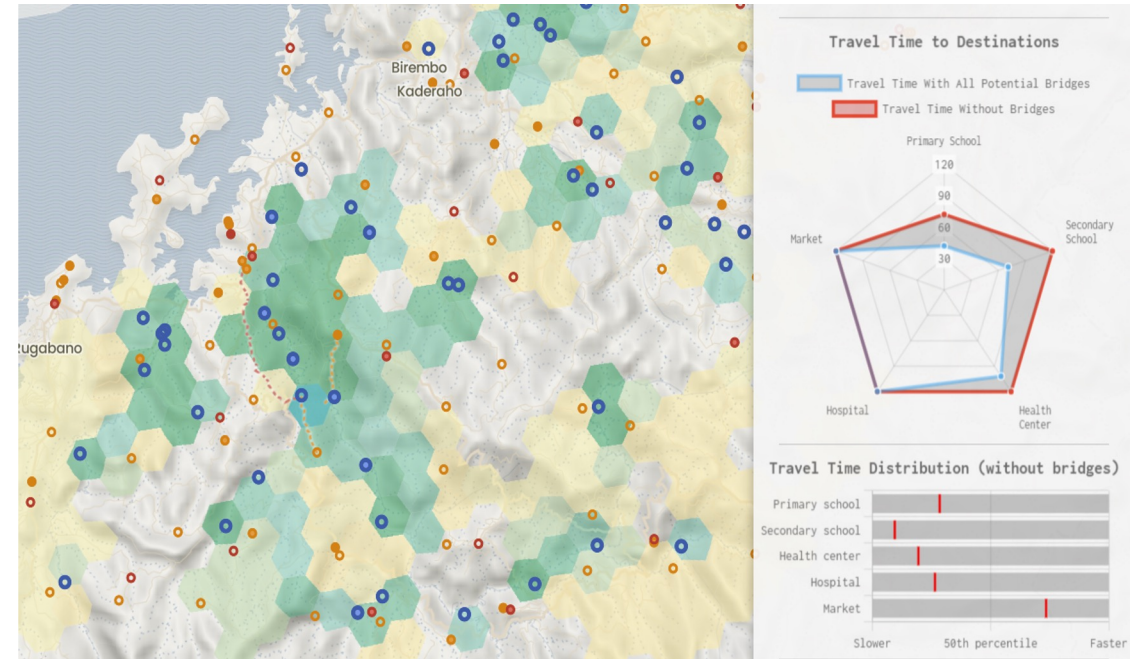 Birembo
Kaderaho
Rugabano
Travel Time to Destinations
Travel Time With All Potential Bridges
Travel Time Without Bridges
Primary School
120
90
60
30
Secondary
School
Market
Hospital
Health
Center
Travel Time Distribution (without bridges)
Primary school
Secondary school
Health center
Hospital
Market
Slower
50th percentile
Faster